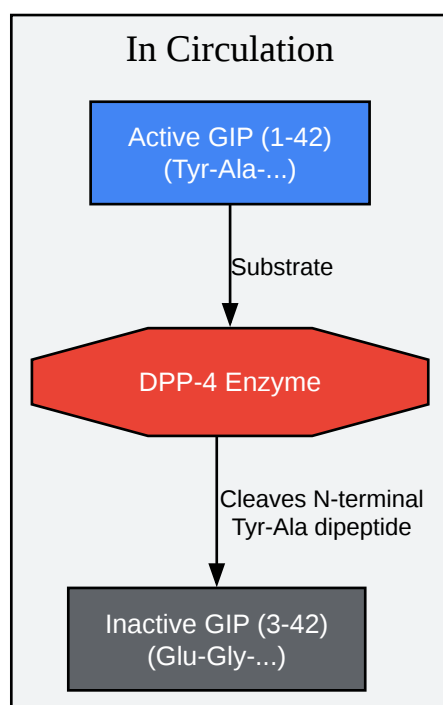 In Circulation
Active GIP (1-42)
(Tyr-Ala-...)
Substrate
DPP-4 Enzyme
Cleaves N-terminal
Tyr-Ala dipeptide
Inactive GIP (3-42)
(Glu-Gly-...)